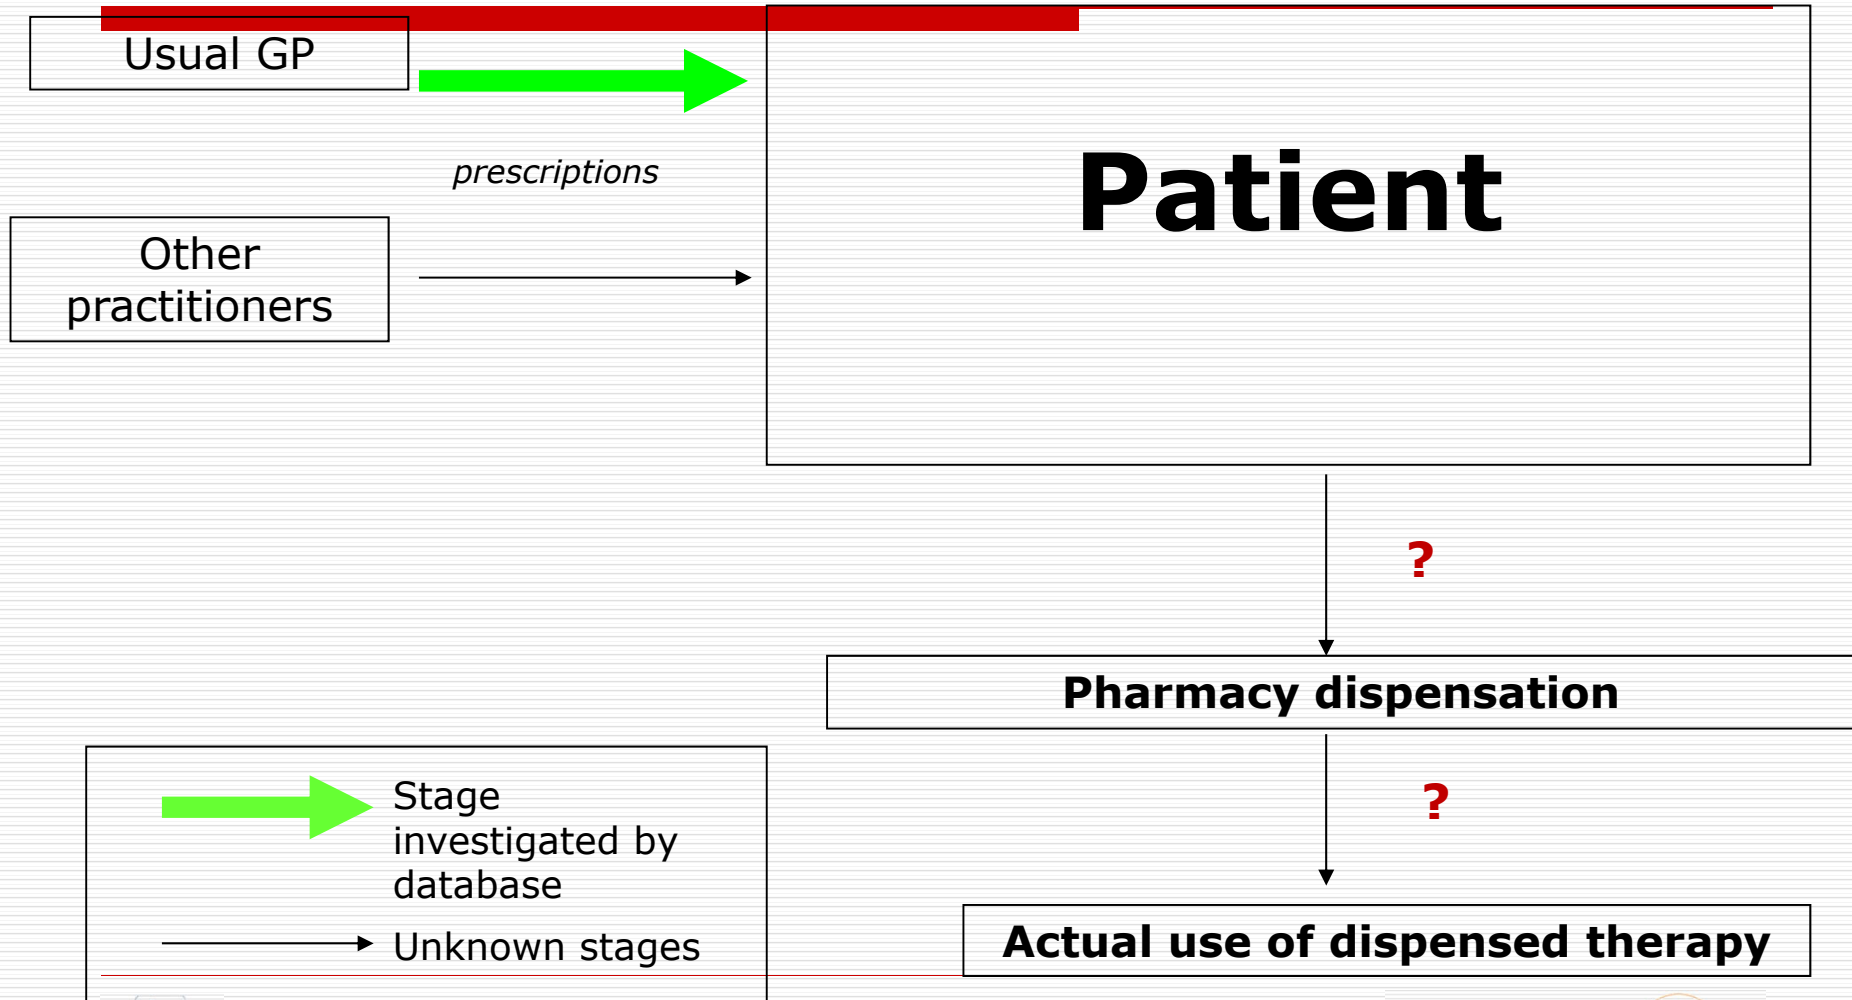 Usual GP
prescriptions
Patient
Other
practitioners
?
Pharmacy dispensation
?
Actual use of dispensed therapy
Stage
investigated by
database
Unknown stages